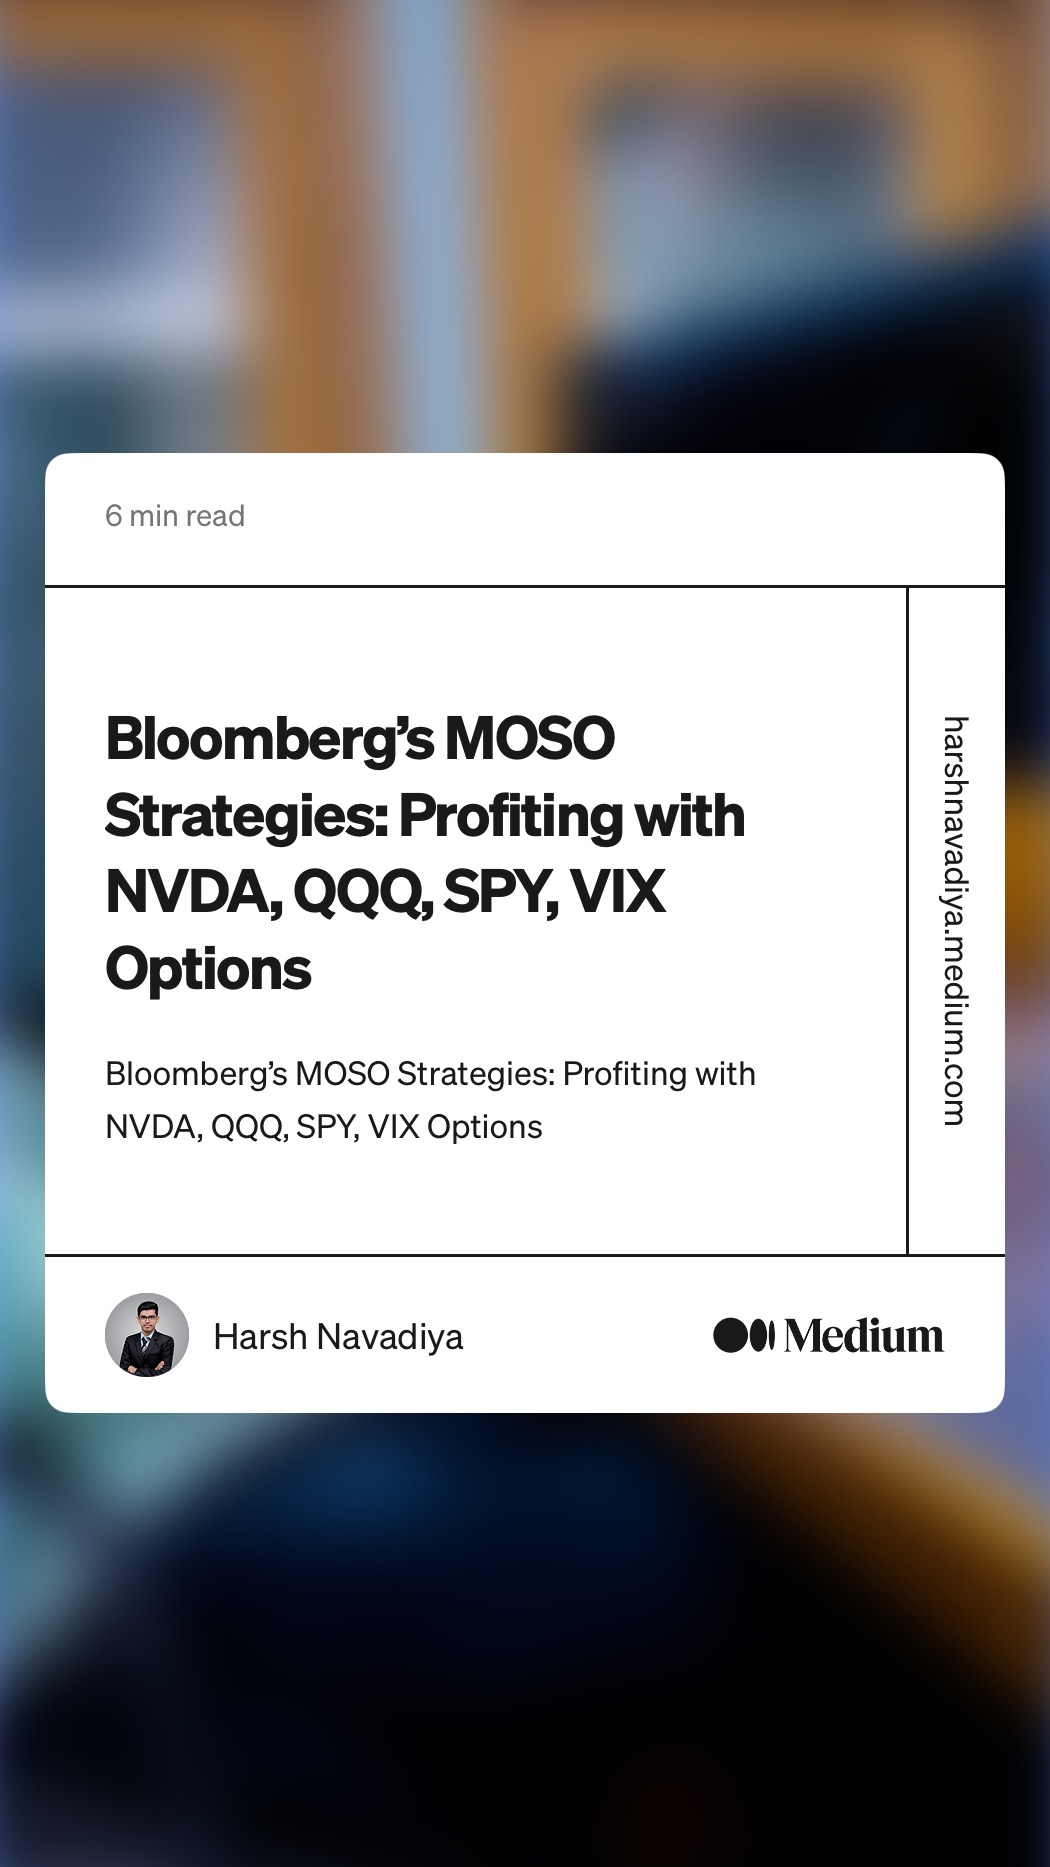 6 min read
Bloomberg’s MOSO
Strategies: Profiting with
NVDA, QQQ, SPY, VIX
Options
Bloomberg’s MOSO Strategies: Profiting with
NVDA, QQQ, SPY, VIX Options
harshnavadiya.medium.com
Harsh Navadiya
Medium